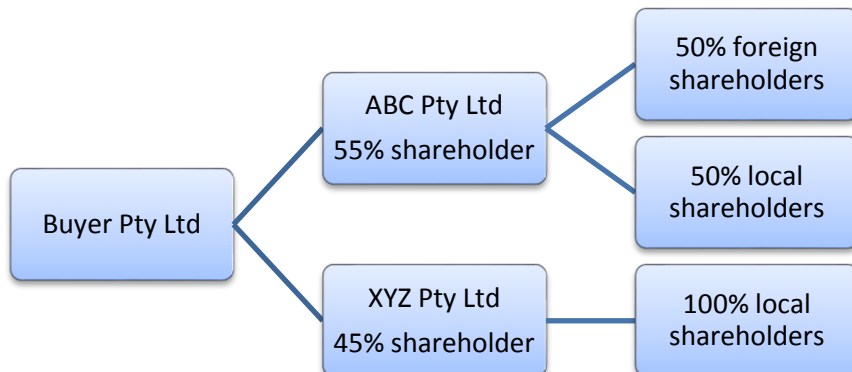 Buyer Pty Ltd
ABC Pty Ltd
55% shareholder
50% foreign
shareholders
50% local
shareholders
XYZ Pty Ltd
45% shareholder
100% local
shareholders